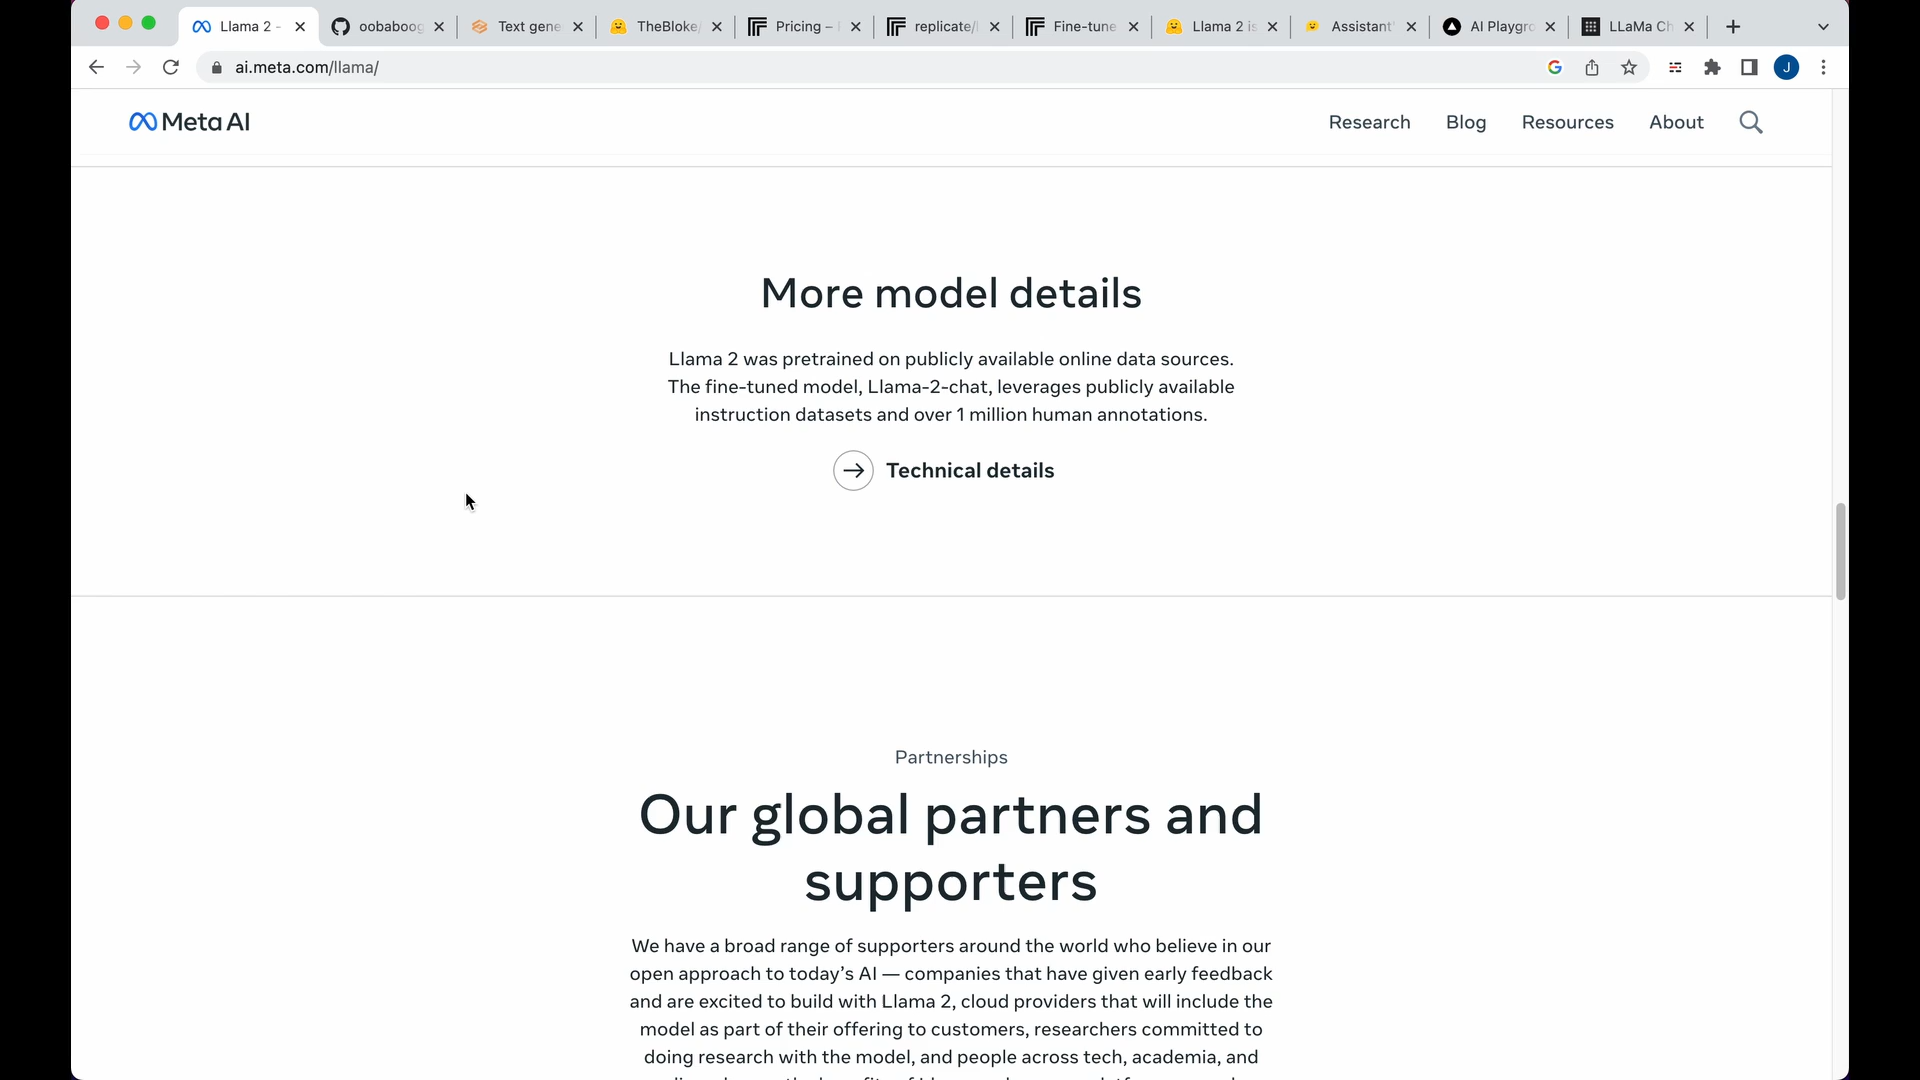 Llama 2 -
oobaboog
Text gene
TheBloke/
Pricing –
replicate/
Fine-tune
Llama 2 is
Assistant
AI Playgro
LLaMa Ch
ai.meta.com/llama/
J
Meta AI
Research
Blog
Resources
About
More model details
Llama 2 was pretrained on publicly available online data sources.
The fine-tuned model, Llama-2-chat, leverages publicly available
instruction datasets and over 1 million human annotations.
Technical details
Partnerships
Our global partners and
supporters
We have a broad range of supporters around the world who believe in our
open approach to today’s AI — companies that have given early feedback
and are excited to build with Llama 2, cloud providers that will include the
model as part of their offering to customers, researchers committed to
doing research with the model, and people across tech, academia, and